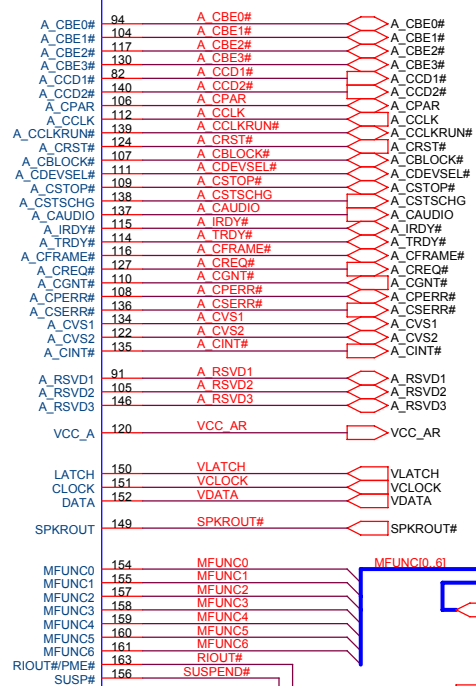 A_CBE0# 94 A_CBE0# A_CBE0#
A_CBE1# 104 A_CBE1# A_CBE1#
A_CBE2# 117 A_CBE2# A_CBE2#
A_CBE3# 130 A_CBE3# A_CBE3#
A_CCD1# 82 A_CCD1# A_CCD1#
A_CCD2# 140 A_CCD2# A_CCD2#
A_CPAR 106 A_CPAR A_CPAR
A_CCLK 112 A_CCLK A_CCLK
A_CCLKRUN# 139 A_CCLKRUN# A_CCLKRUN#
A_CRST# 124 A_CRST# A_CRST#
A_CBLOCK# 107 A_CBLOCK# A_CBLOCK#
A_CDEVSEL# 111 A_CDEVSEL# A_CDEVSEL#
A_CSTOP# 109 A_CSTOP# A_CSTOP#
A_CSTSCHG 138 A_CSTSCHG A_CSTSCHG
A_CAUDIO 137 A_CAUDIO A_CAUDIO
A_IRDY# 115 A_IRDY# A_IRDY#
A_TRDY# 114 A_TRDY# A_TRDY#
A_CFRAME# 116 A_CFRAME# A_CFRAME#
A_CREQ# 127 A_CREQ# A_CREQ#
A_CGNT# 110 A_CGNT# A_CGNT#
A_CPERR# 108 A_CPERR# A_CPERR#
A_CSERR# 136 A_CSERR# A_CSERR#
A_CVS1 134 A_CVS1 A_CVS1
A_CVS2 122 A_CVS2 A_CVS2
A_CINT# 135 A_CINT# A_CINT#
A_RSVD1 91 A_RSVD1 A_RSVD1
A_RSVD2 105 A_RSVD2 A_RSVD2
A_RSVD3 146 A_RSVD3 A_RSVD3
VCC_A 120 VCC_AR VCC_AR
LATCH 150 VLATCH VLATCH
CLOCK 151 VCLOCK VCLOCK
DATA 152 VDATA VDATA
SPKROUT 149 SPKROUT# SPKROUT#
MFUNC0 154 MFUNC0 MFUNC[0..6]
MFUNC1 155 MFUNC1
MFUNC2 157 MFUNC2
MFUNC3 158 MFUNC3
MFUNC4 159 MFUNC4
MFUNC5 160 MFUNC5
MFUNC6 161 MFUNC6
RIOUT#/PME# 163 RIOUT#
SUSP# 156 SUSPEND#